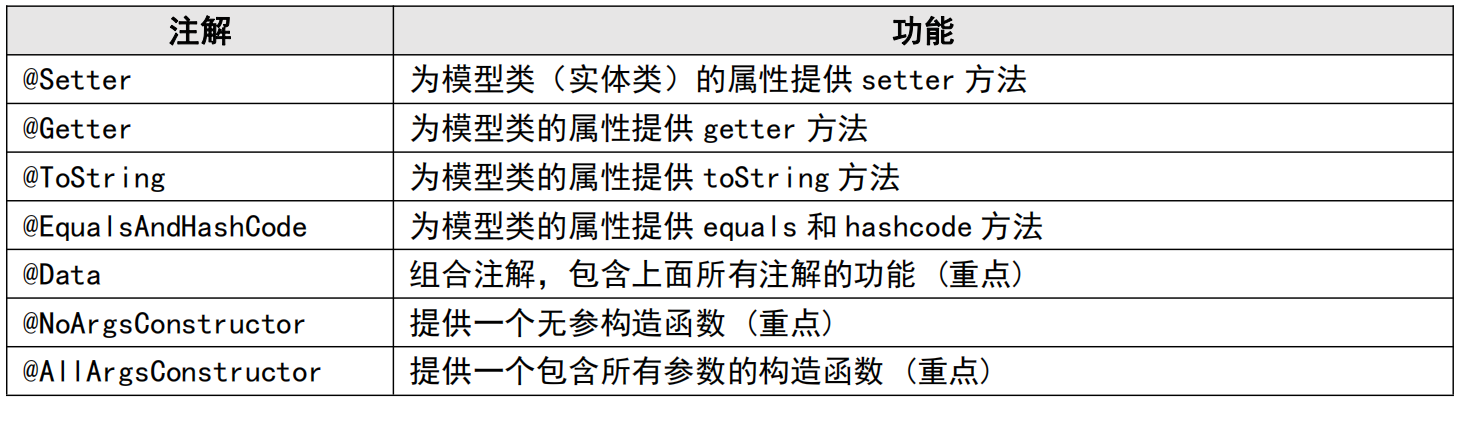 注解 功能
@Setter 为模型类（实体类）的属性提供 setter 方法
@Getter 为模型类的属性提供 getter 方法
@ToString 为模型类的属性提供 toString 方法
@EqualsAndHashCode 为模型类的属性提供 equals 和 hashcode 方法
@Data 组合注解，包含上面所有注解的功能 (重点)
@NoArgsConstructor 提供一个无参构造函数 (重点)
@AllArgsConstructor 提供一个包含所有参数的构造函数 (重点)